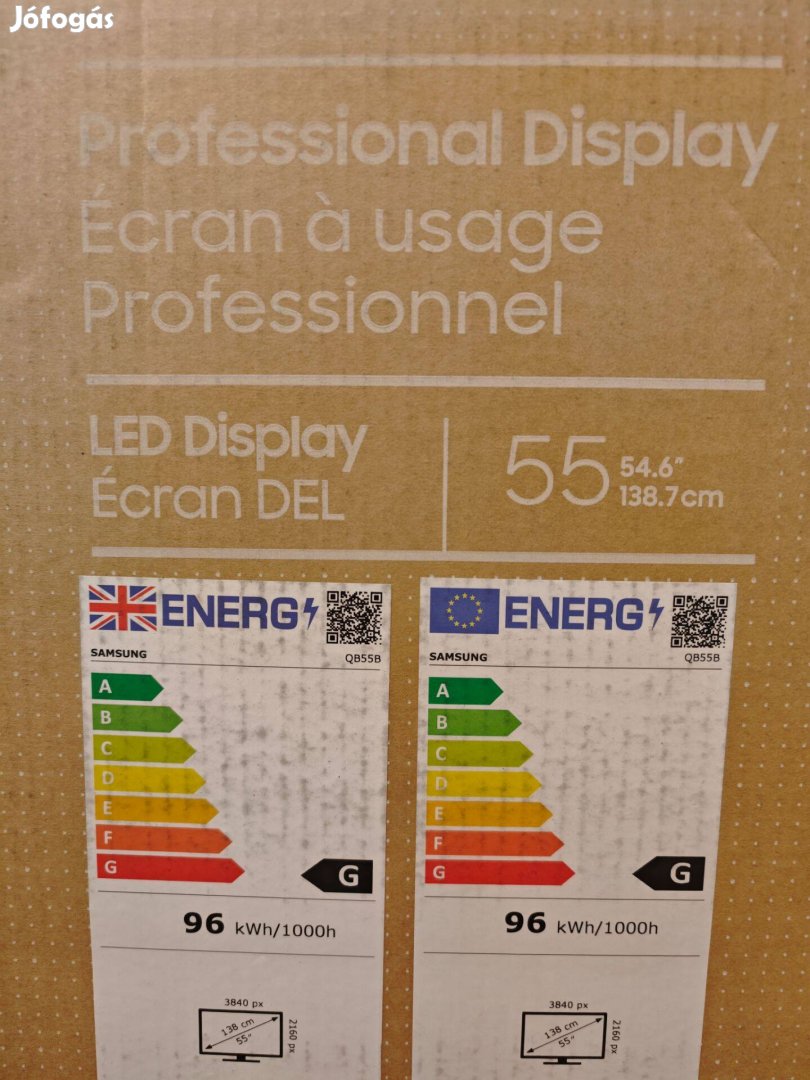 Jófogás
Professional Display
Écran à usage
Professionnel
LED Display
Écran DEL
55
54.6"
138.7cm
ENERG
SAMSUNG
QB55B
A
B
C
D
E
F
G
G
96 kWh/1000h
3840 px
138 cm
55"
2160 px
ENERG
SAMSUNG
QB55B
A
B
C
D
E
F
G
G
96 kWh/1000h
3840 px
138 cm
55"
2160 px